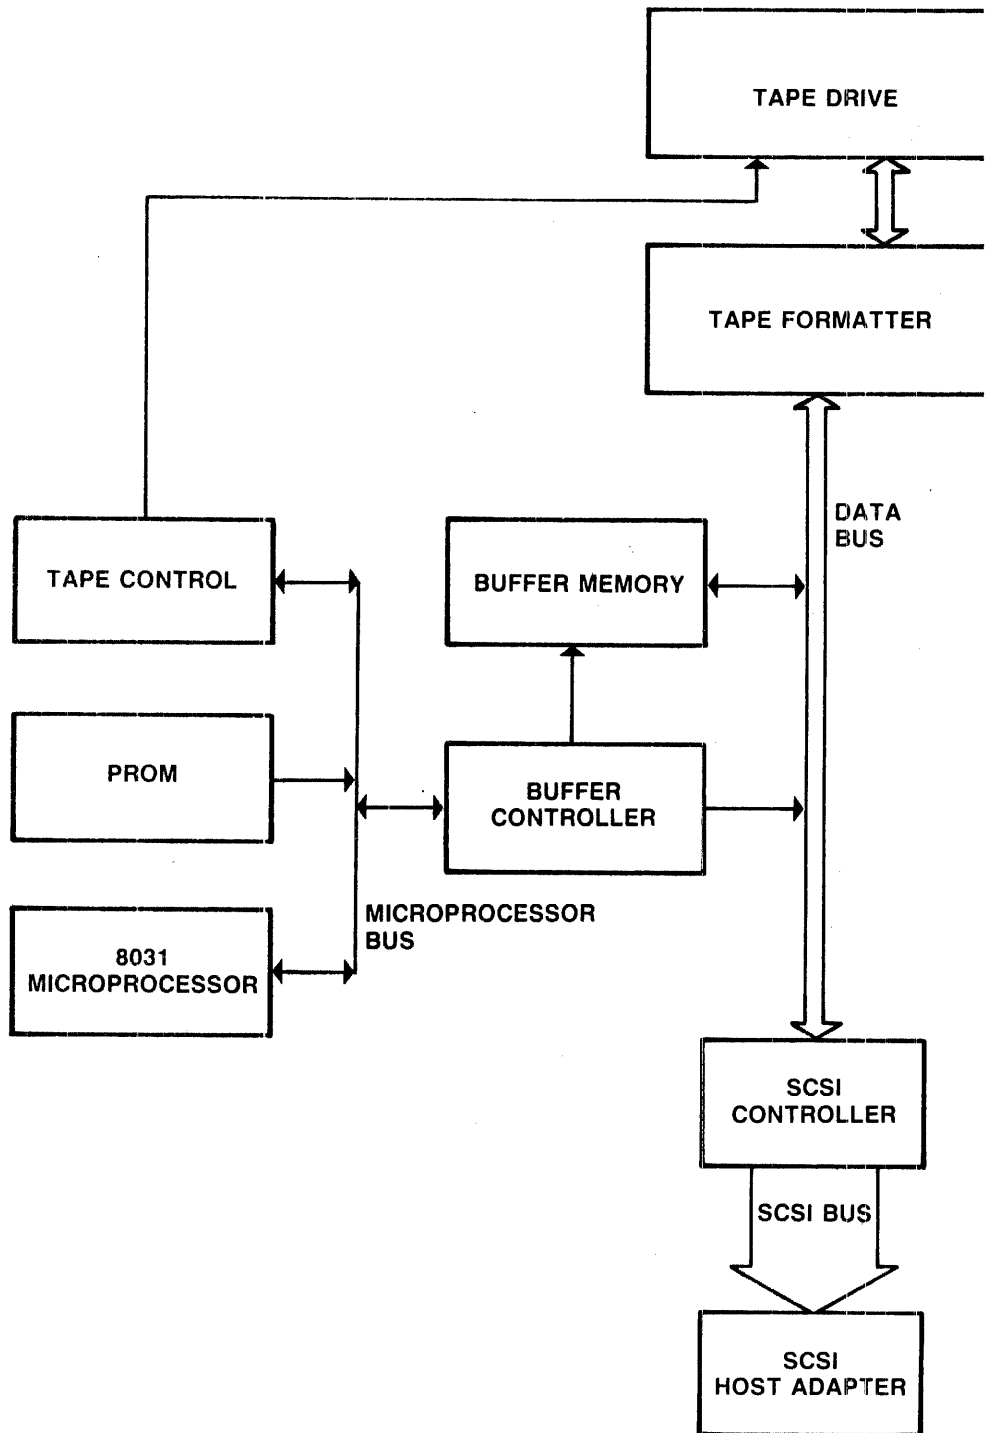 TAPE DRIVE
TAPE FORMATTER
DATA
BUS
TAPE CONTROL
BUFFER MEMORY
PROM
BUFFER
CONTROLLER
MICROPROCESSOR
BUS
8031
MICROPROCESSOR
SCSI
CONTROLLER
SCSI BUS
SCSI
HOST ADAPTER